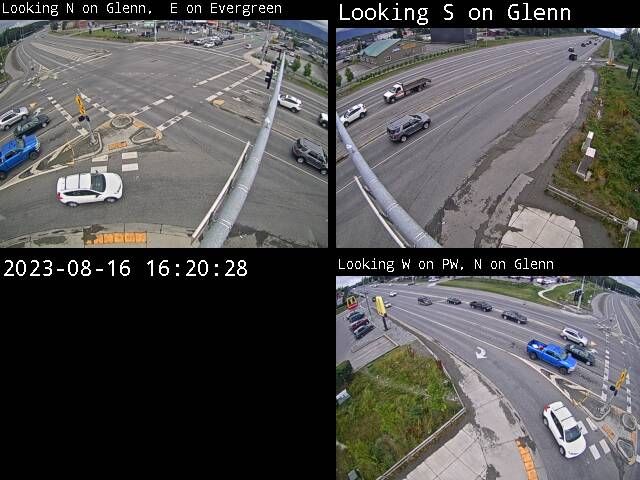 Looking N on Glenn, E on Evergreen
Looking S on Glenn
2023-08-16 16:20:28
Looking W on PW, N on Glenn